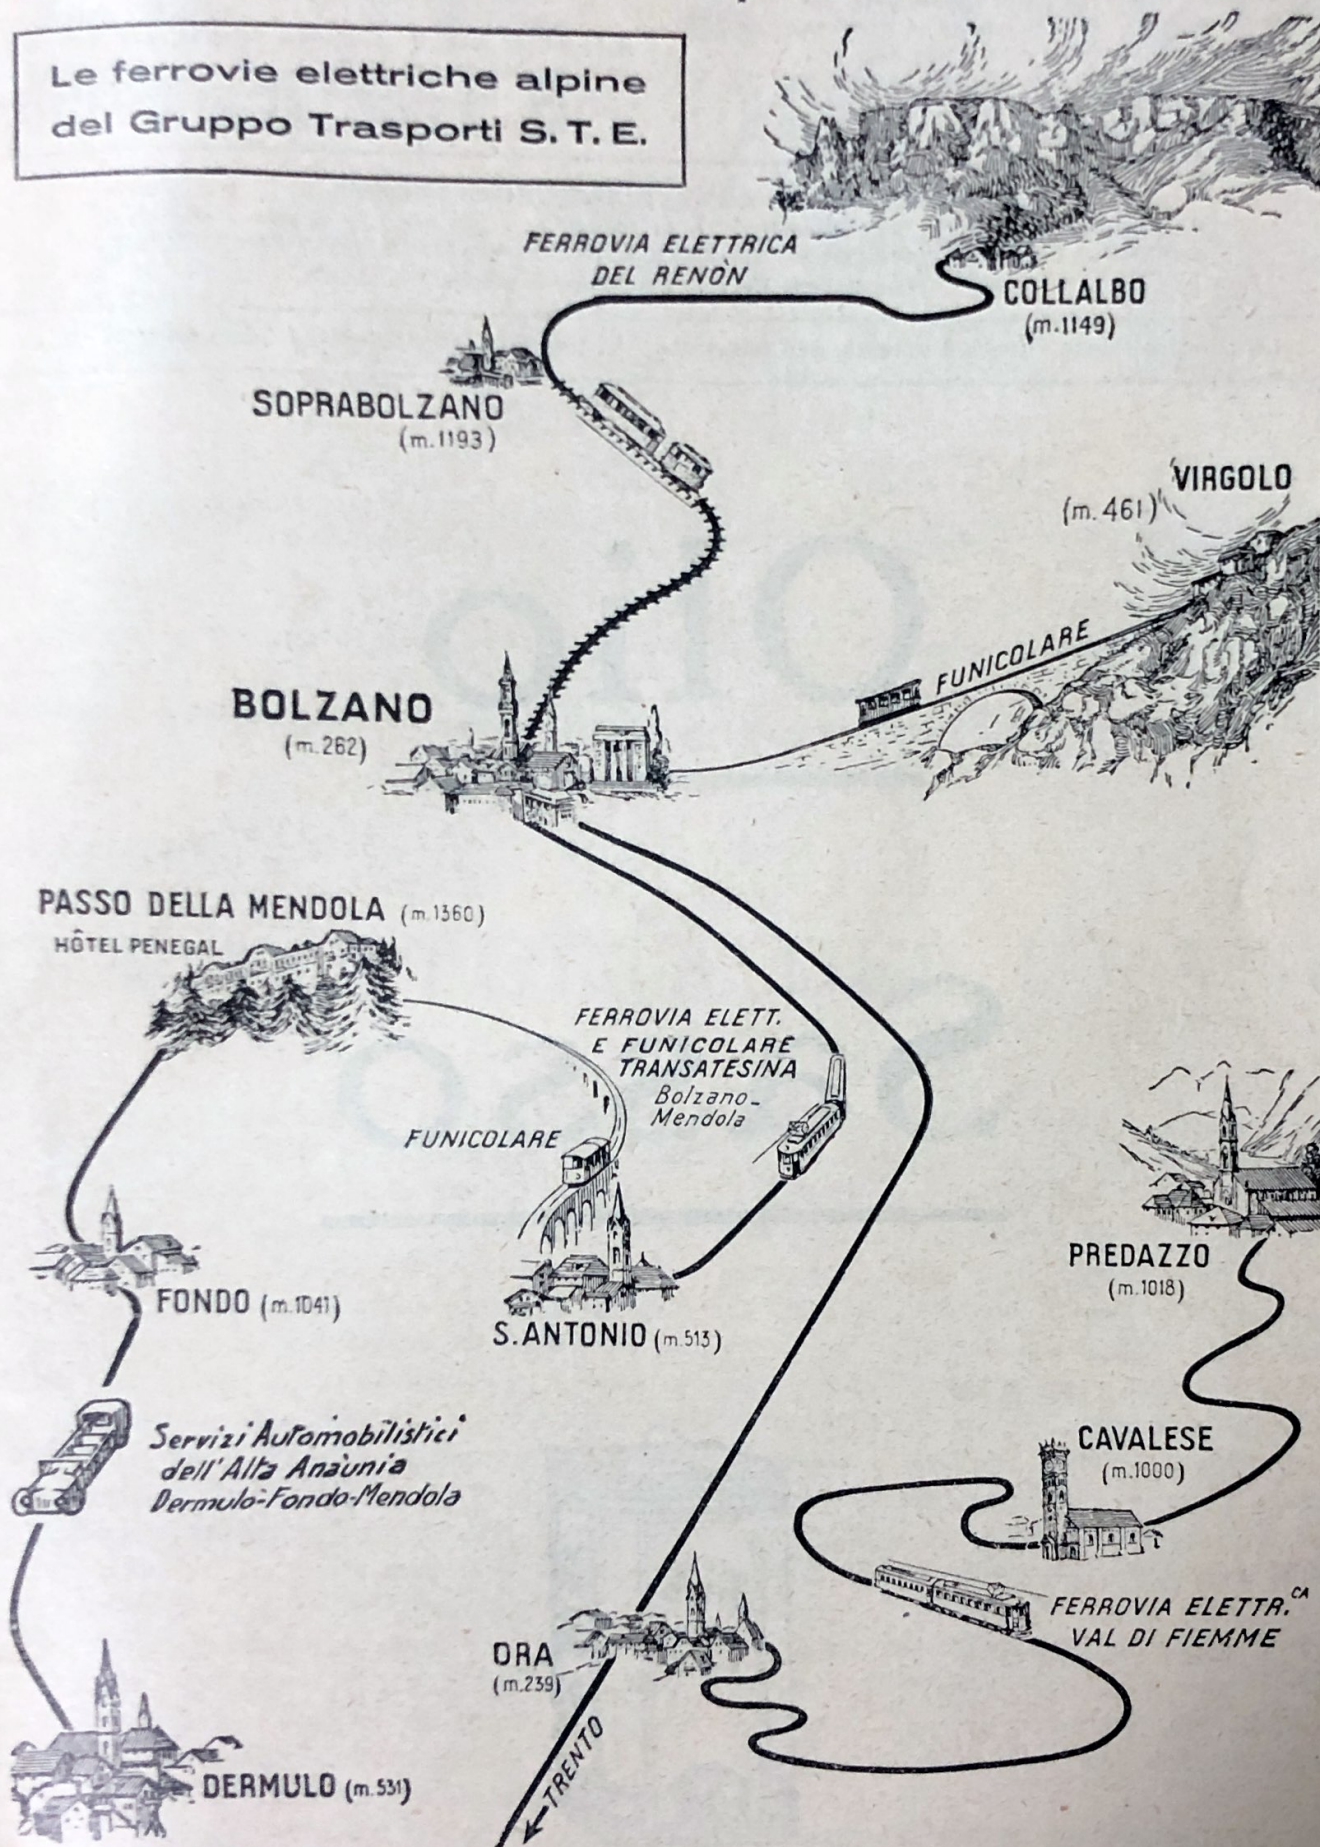 Le ferrovie elettriche alpine
del Gruppo Trasporti S. T. E.
FERROVIA ELETTRICA
DEL RENÒN
COLLALBO
(m.1149)
SOPRABOLZANO
(m.1193)
VIRGOLO
(m. 461)
FUNICOLARE
BOLZANO
(m.262)
PASSO DELLA MENDOLA (m.1360)
HÔTEL PENEGAL
FERROVIA ELETT.
E FUNICOLARE
TRANSATESINA
Bolzano-
Mendola
FUNICOLARE
PREDAZZO
(m.1018)
FONDO (m.1041)
S.ANTONIO (m.513)
Servizi Automobilistici
dell'Alta Anàunia
Dermulo-Fondo-Mendola
CAVALESE
(m.1000)
FERROVIA ELETTR.CA
VAL DI FIEMME
ORA
(m.239)
TRENTO
DERMULO (m.531)